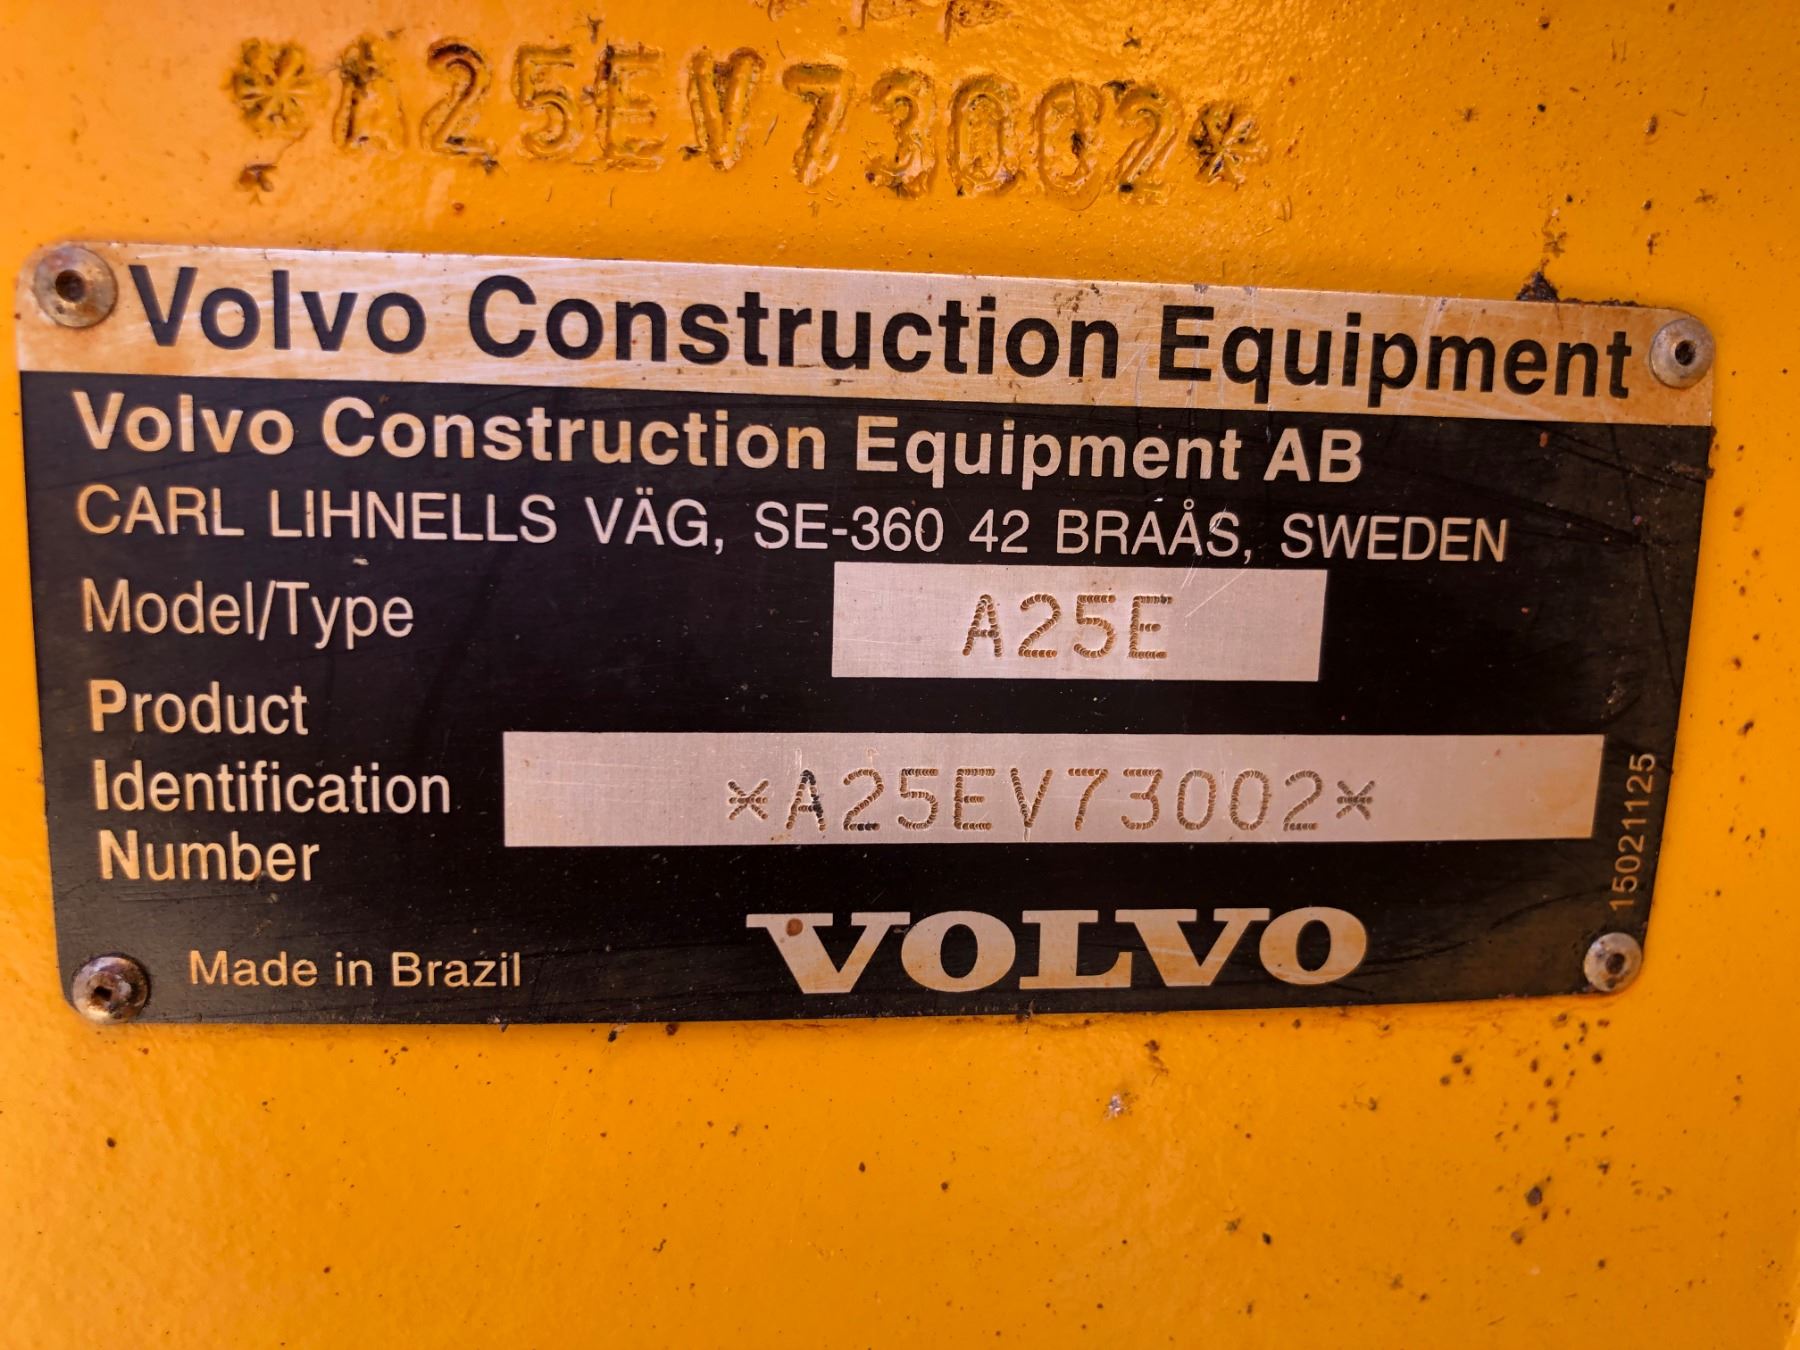 *A25EV73002*
Volvo Construction Equipment
Volvo Construction Equipment AB
CARL LIHNELLS VÄG, SE-360 42 BRAÅS, SWEDEN
Model/Type
A25E
Product
Identification
Number
*A25EV73002*
15021125
Made in Brazil
VOLVO